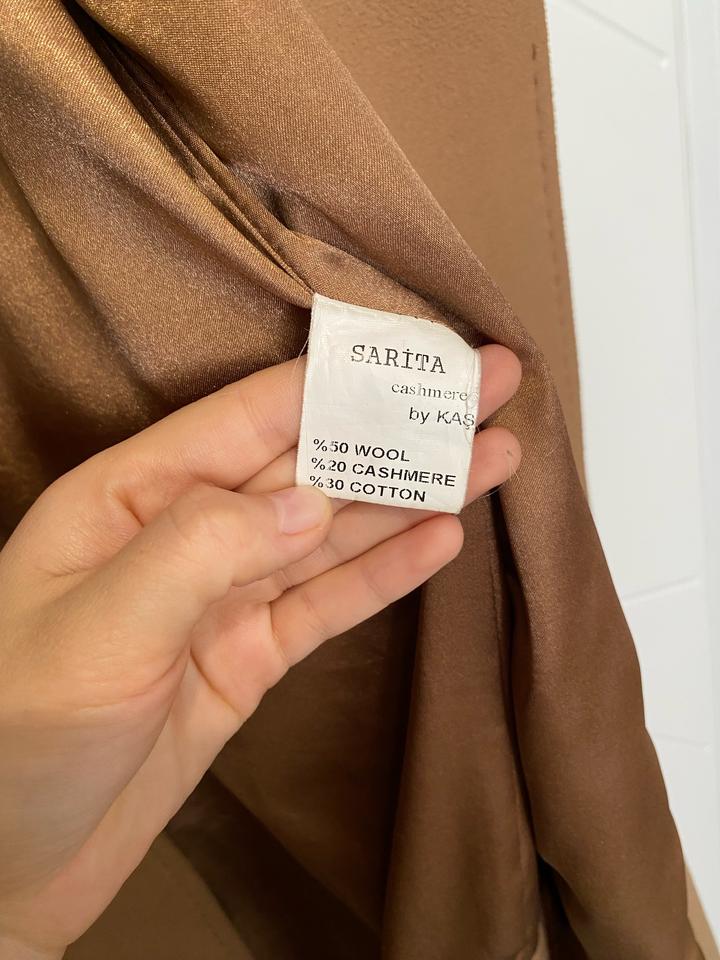 SARİTA
cashmere
by KAŞ
%50 WOOL
%20 CASHMERE
%30 COTTON